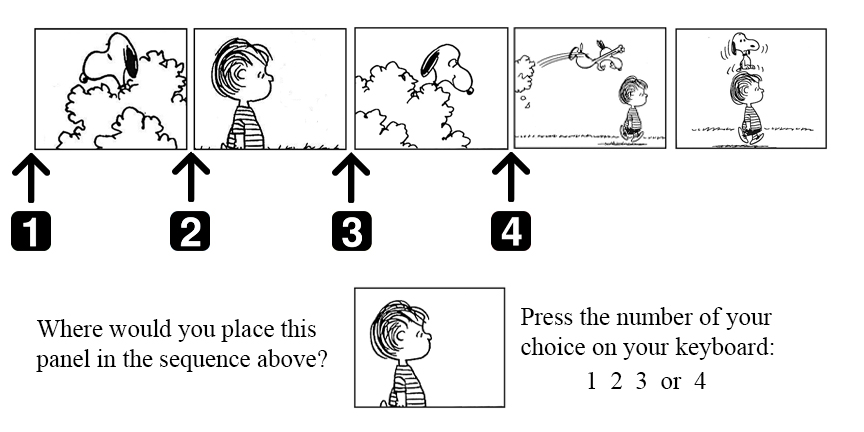 1
2
3
4
Where would you place this
panel in the sequence above?
Press the number of your
choice on your keyboard:
1 2 3 or 4